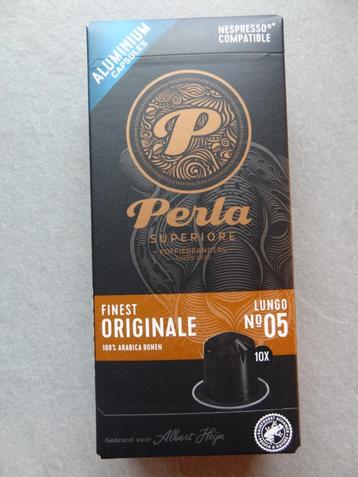 ALUMINIUM
CAPSULES
NESPRESSO®*
COMPATIBLE
P
Perla
SUPERIORE
KOFFIEBRANDERS
FINEST
ORIGINALE
100% ARABICA BONEN
LUNGO
Nº05
10X
Gebrand voor Albert Heijn